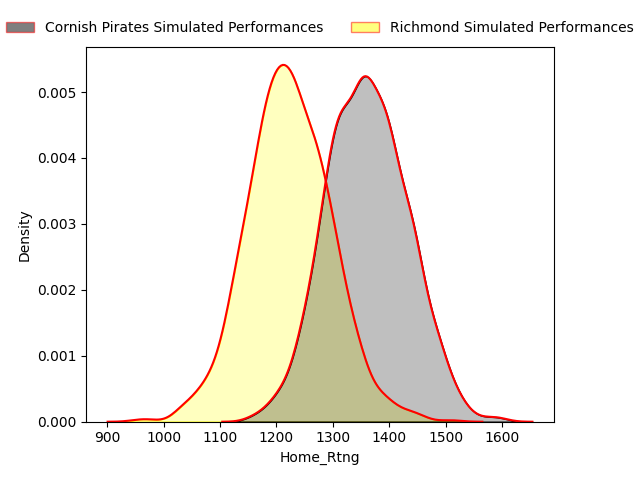 Cornish Pirates Simulated Performances Richmond Simulated Performances
Density
0.005
0.004
0.003
0.002
0.001
0.000
900 1000 1100 1200 1300 1400 1500 1600
Home_Rtng